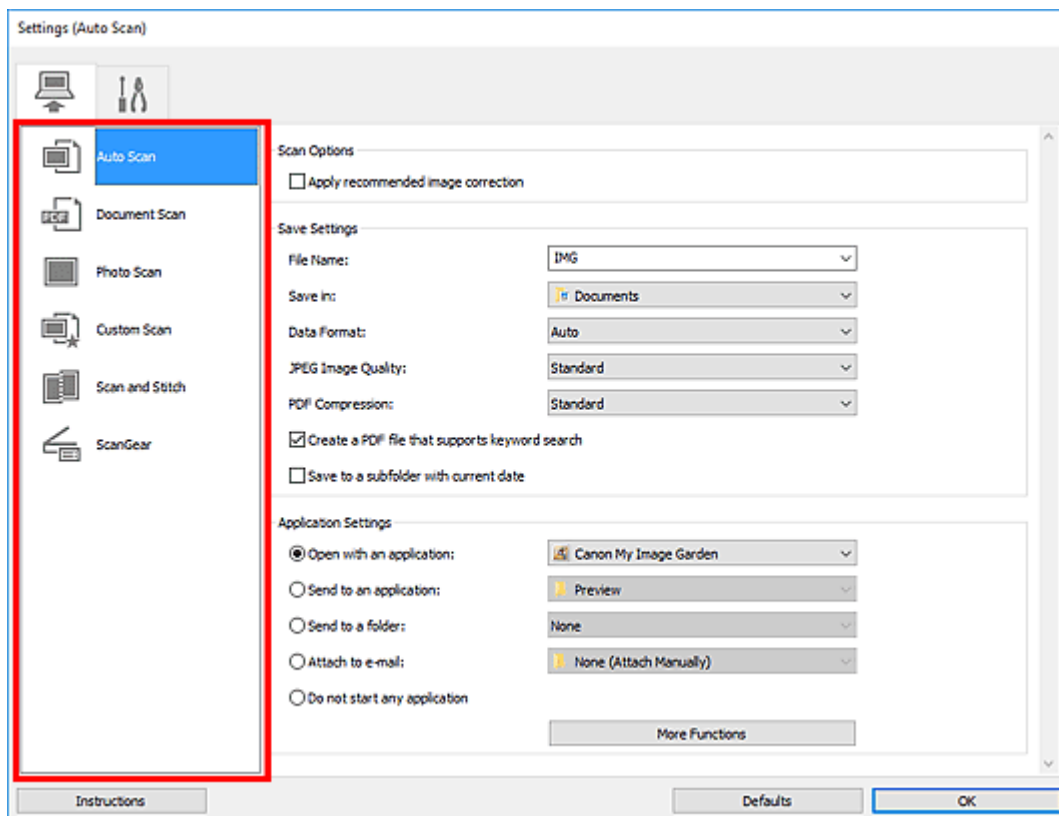 Settings (Auto Scan)
Auto Scan
Document Scan
Photo Scan
Custom Scan
Scan and Stitch
ScanGear
Scan Options
Apply recommended image correction
Save Settings
File Name: IMG
Save in: Documents
Data Format: Auto
JPEG Image Quality: Standard
PDF Compression: Standard
Create a PDF file that supports keyword search
Save to a subfolder with current date
Application Settings
Open with an application: Canon My Image Garden
Send to an application: Preview
Send to a folder: None
Attach to e-mail: None (Attach Manually)
Do not start any application
More Functions
Instructions Defaults OK